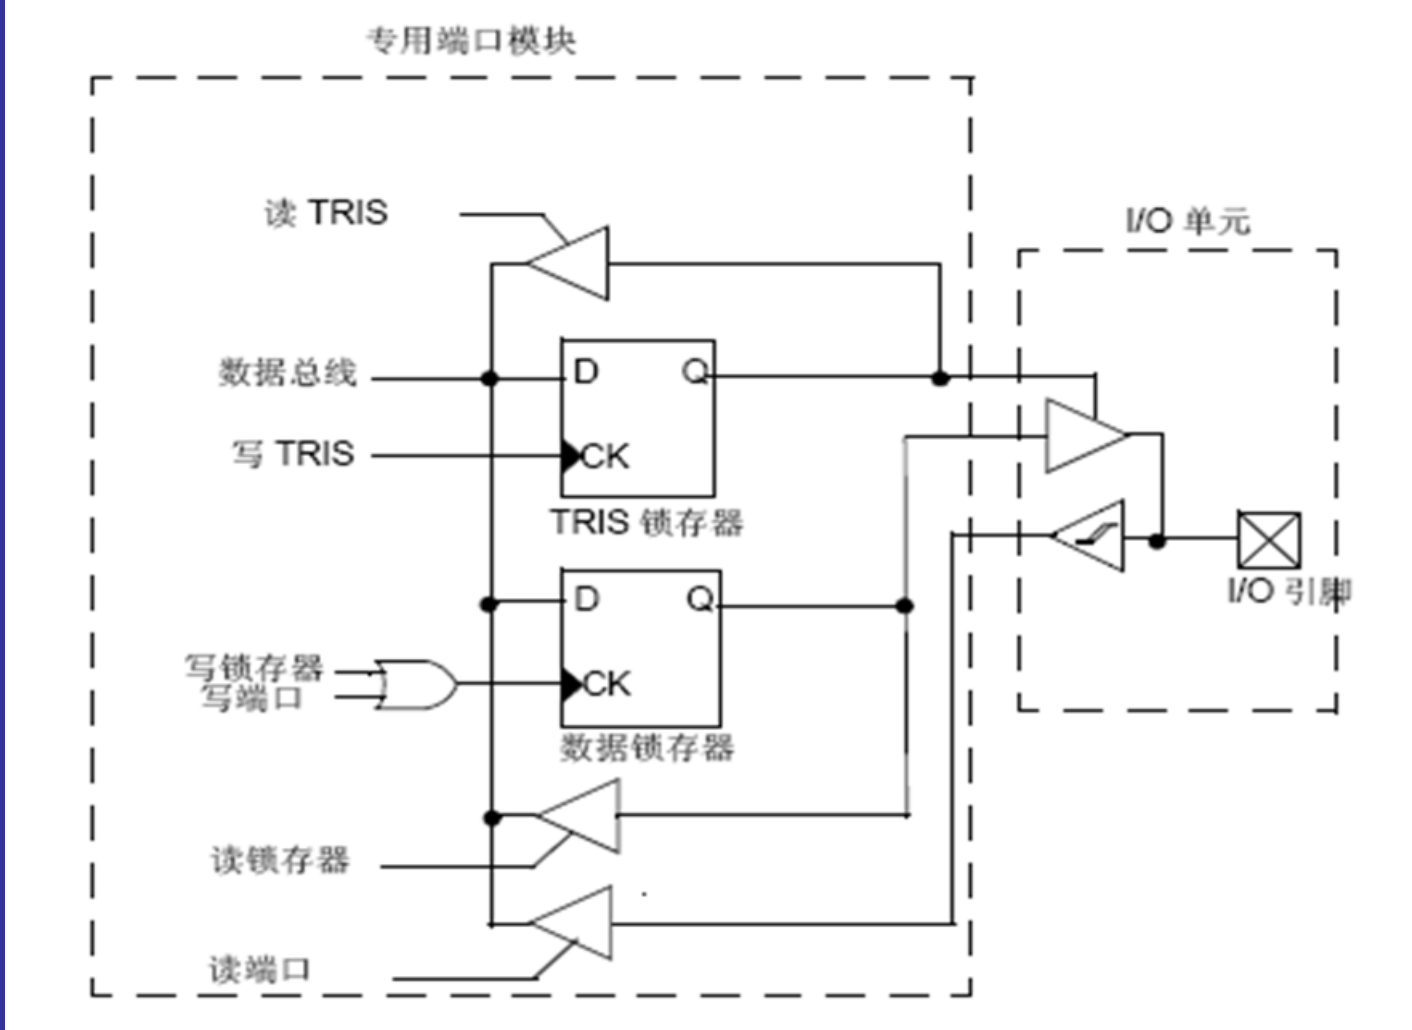 专用端口模块
读 TRIS
I/O 单元
数据总线
D
Q
写 TRIS
CK
TRIS 锁存器
I/O 引脚
D
Q
写锁存器
写端口
CK
数据锁存器
读锁存器
读端口